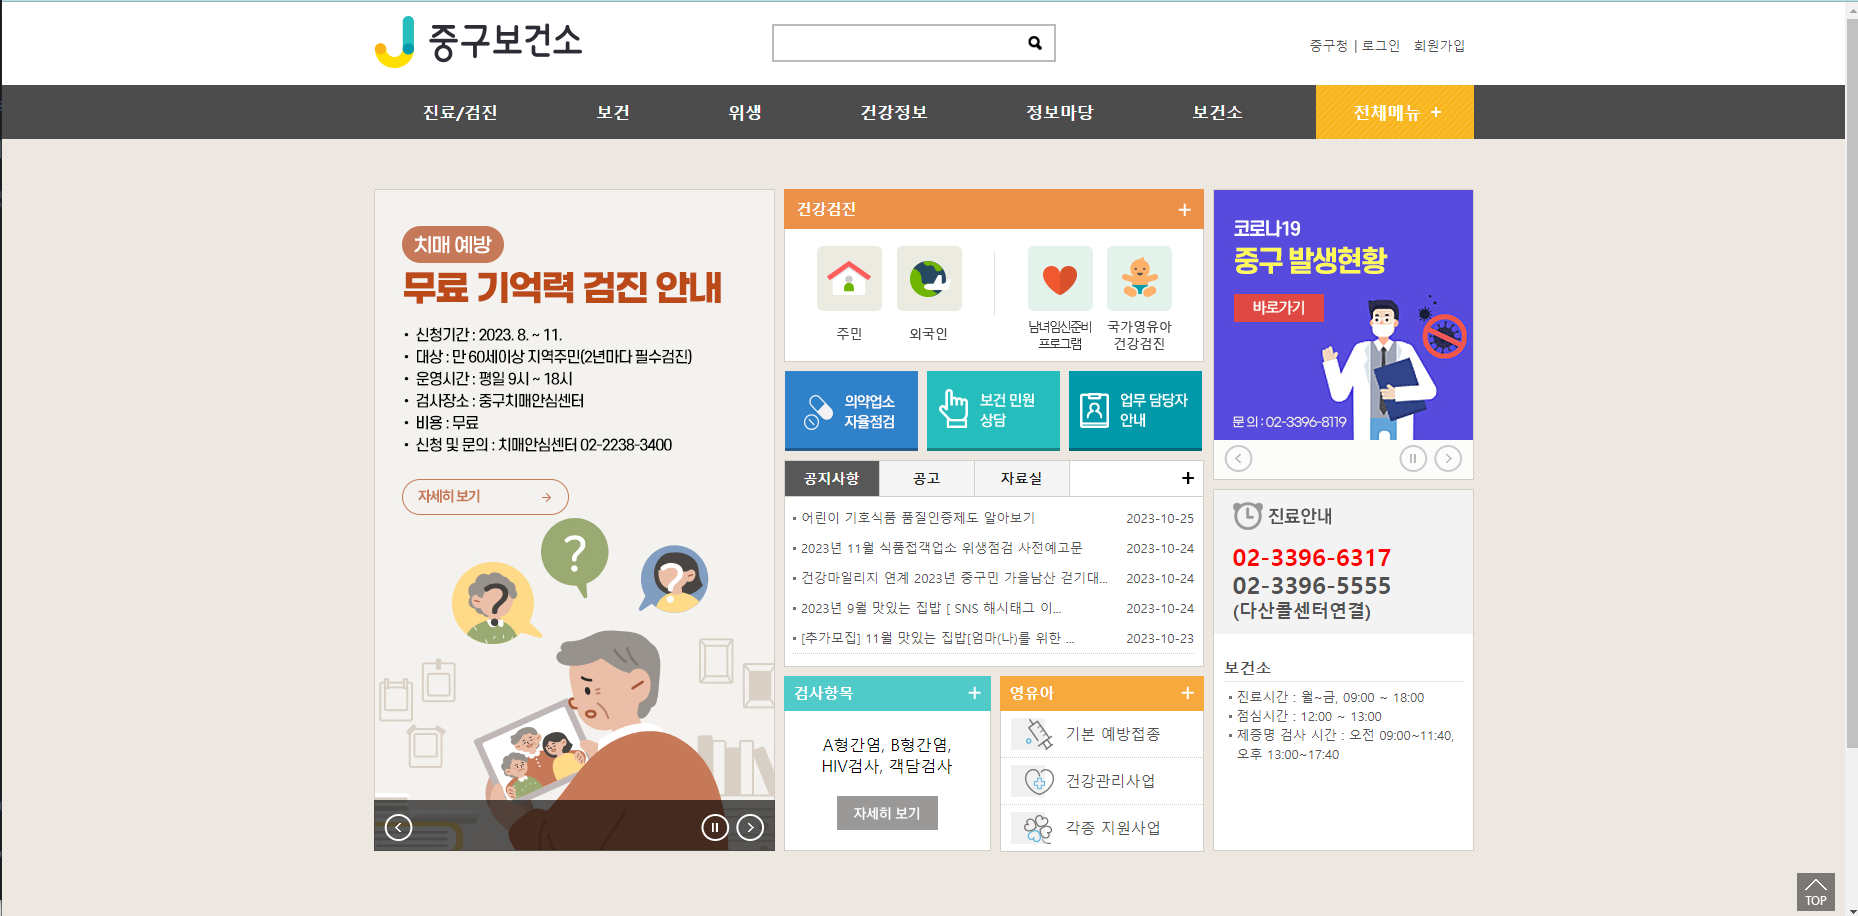 중구보건소
중구청 | 로그인 회원가입
진료/검진 보건 위생 건강정보 정보마당 보건소 전체메뉴 +
치매 예방
무료 기억력 검진 안내
• 신청기간 : 2023. 8. ~ 11.
• 대상 : 만 60세이상 지역주민(2년마다 필수검진)
• 운영시간 : 평일 9시 ~ 18시
• 검사장소 : 중구치매안심센터
• 비용 : 무료
• 신청 및 문의 : 치매안심센터 02-2238-3400
자세히 보기 →
?
?
?
건강검진 +
주민
외국인
남녀임신준비
프로그램
국가영유아
건강검진
의약업소
자율점검
보건 민원
상담
업무 담당자
안내
공지사항 공고 자료실 +
어린이 기호식품 품질인증제도 알아보기 2023-10-25
2023년 11월 식품접객업소 위생점검 사전예고문 2023-10-24
건강마일리지 연계 2023년 중구민 가을남산 걷기대... 2023-10-24
2023년 9월 맛있는 집밥 [ SNS 해시태그 이... 2023-10-24
[추가모집] 11월 맛있는 집밥[엄마(나)를 위한 ... 2023-10-23
검사항목 +
A형간염, B형간염,
HIV검사, 객담검사
자세히 보기
영유아 +
기본 예방접종
건강관리사업
각종 지원사업
코로나19
중구 발생현황
바로가기
문의 : 02-3396-8119
진료안내
02-3396-6317
02-3396-5555
(다산콜센터연결)
보건소
진료시간 : 월~금, 09:00 ~ 18:00
점심시간 : 12:00 ~ 13:00
제증명 검사 시간 : 오전 09:00~11:40,
오후 13:00~17:40
TOP